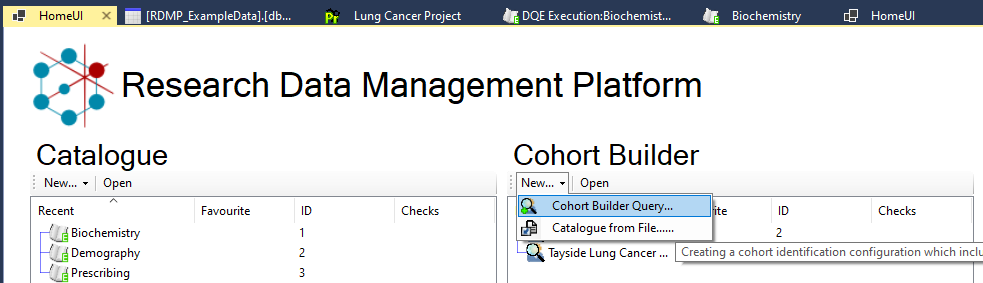 HomeUI [RDMP_ExampleData].[db... Lung Cancer Project DQE Execution:Biochemist... Biochemistry HomeUI
Research Data Management Platform
Catalogue
New... Open
Recent Favourite ID Checks
Biochemistry 1
Demography 2
Prescribing 3
Cohort Builder
New... Open
Cohort Builder Query...
Catalogue from File......
ID Checks
2
Tayside Lung Cancer ...
Creating a cohort identification configuration which